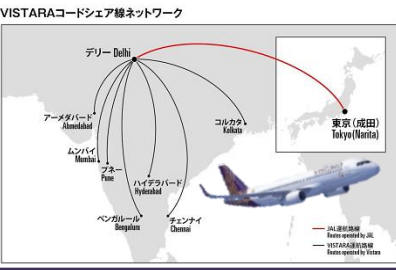 VISTARAコードシェア線ネットワーク
デリー Delhi
アーメダバード
Ahmedabad
コルカタ
Kolkata
東京(成田)
Tokyo(Narita)
ムンバイ
Mumbai
プネー
Pune
ハイデラバード
Hyderabad
ベンガルール
Bengalum
チェンナイ
Chennai
JAL運航路線
Routes operated by JAL
VISTARA運航路線
Routes operated by Vistara